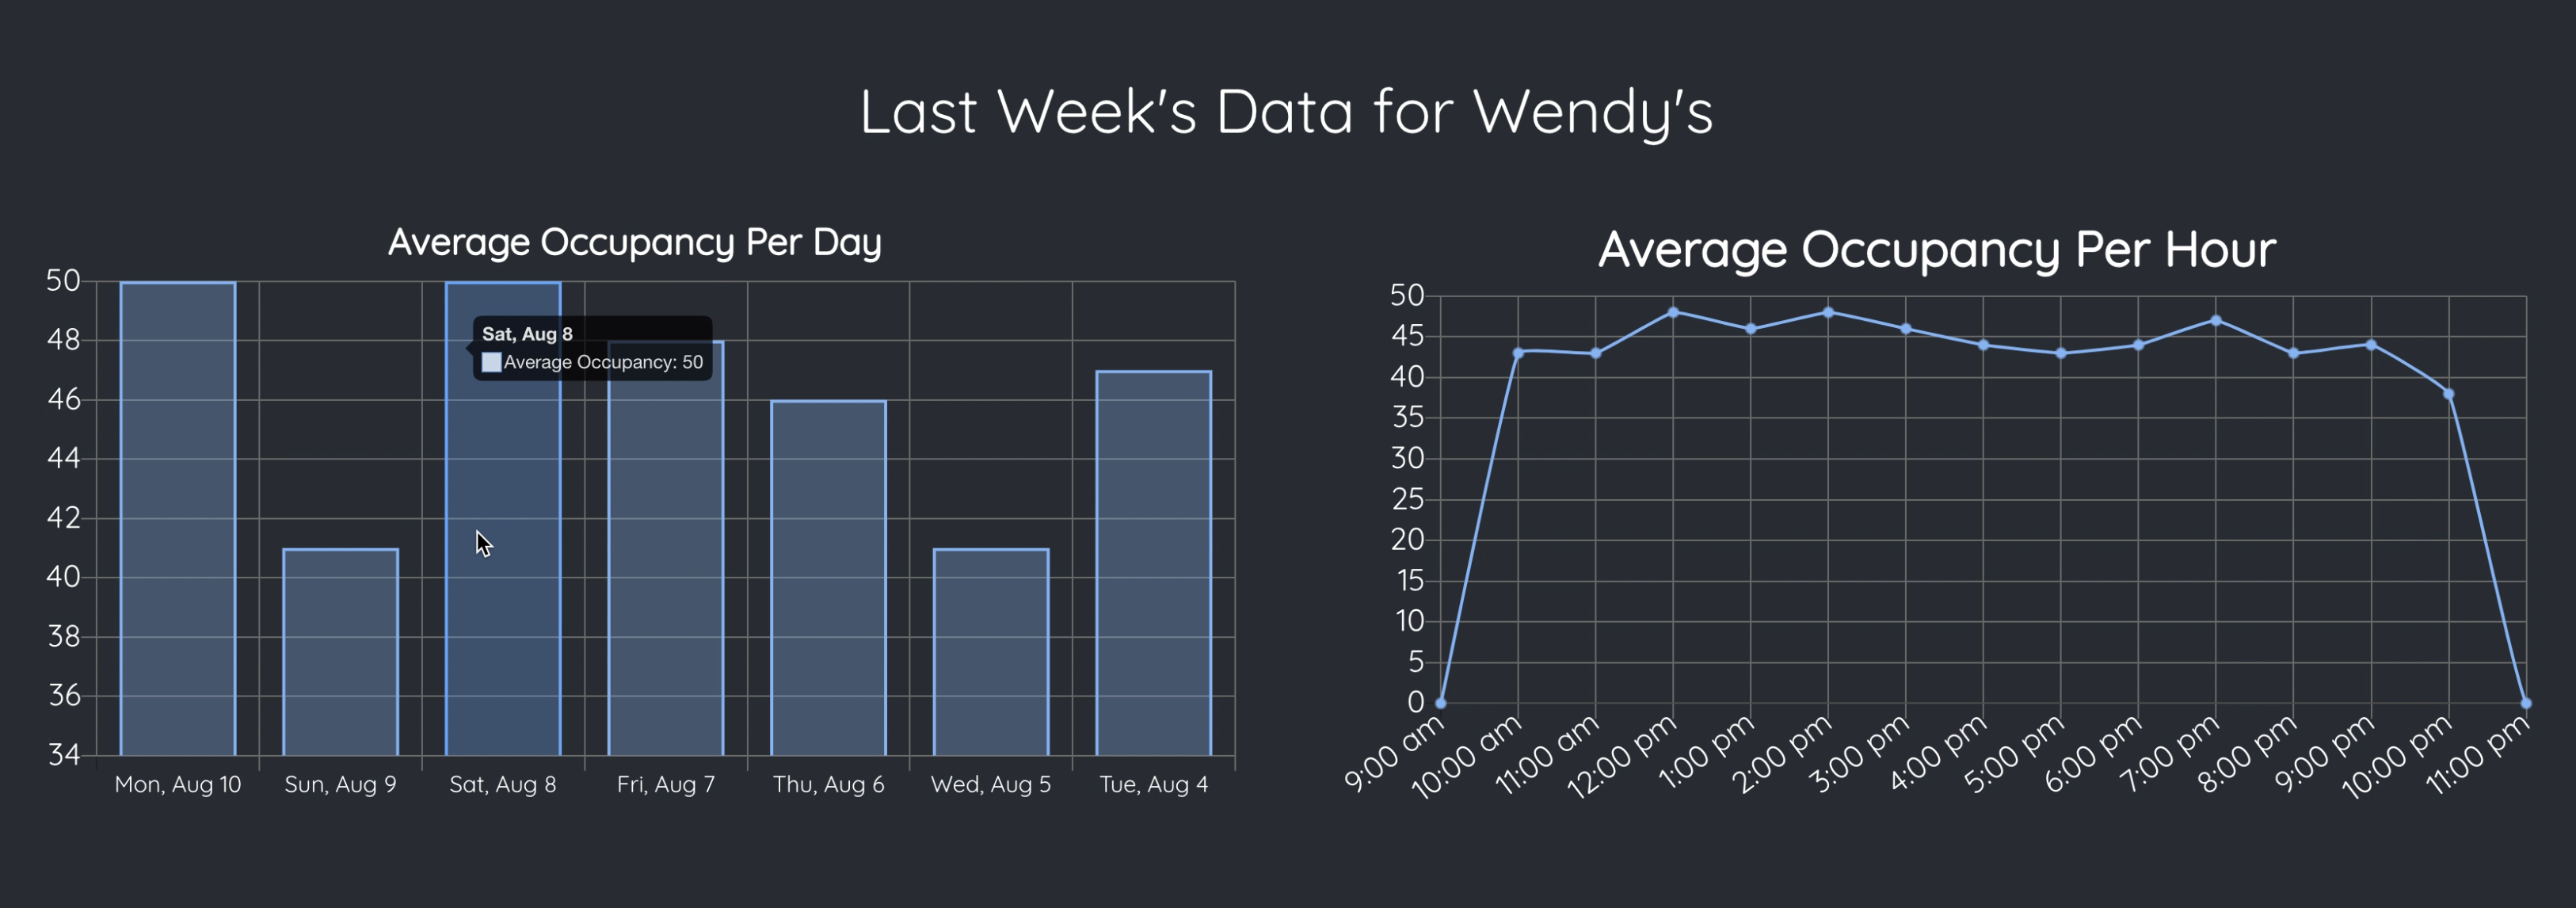 Last Week's Data for Wendy's
Average Occupancy Per Day
50
48
46
44
42
40
38
36
34
Sat, Aug 8
Average Occupancy: 50
Mon, Aug 10 Sun, Aug 9 Sat, Aug 8 Fri, Aug 7 Thu, Aug 6 Wed, Aug 5 Tue, Aug 4
Average Occupancy Per Hour
50
45
40
35
30
25
20
15
10
5
0
9:00 am 10:00 am 11:00 am 12:00 pm 1:00 pm 2:00 pm 3:00 pm 4:00 pm 5:00 pm 6:00 pm 7:00 pm 8:00 pm 9:00 pm 10:00 pm 11:00 pm